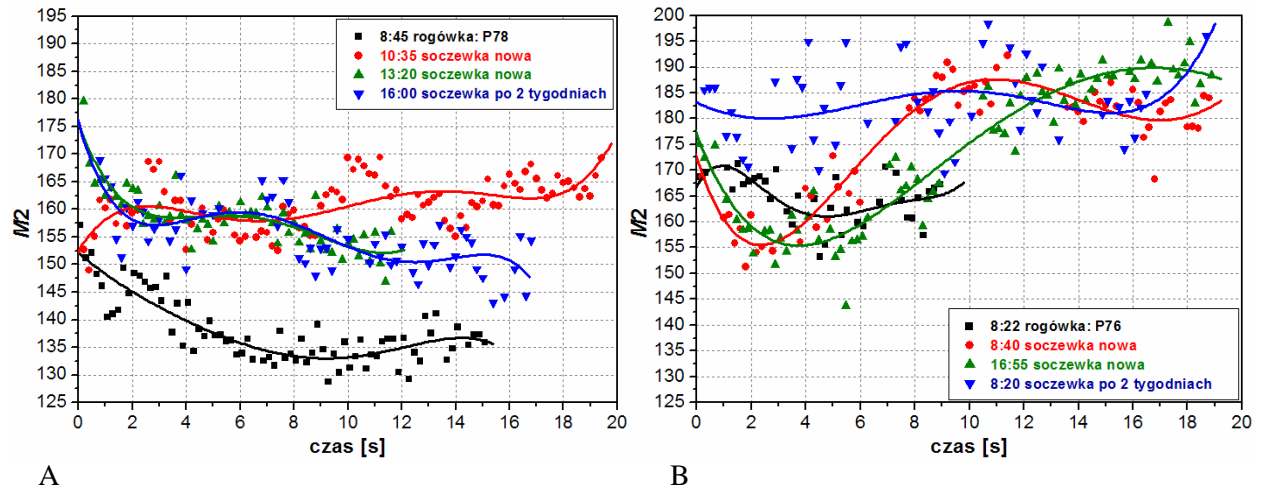 195
190
185
180
175
170
165
160
155
150
145
140
135
130
125
M2
0 2 4 6 8 10 12 14 16 18 20
czas [s]
8:45 rogówka: P78
10:35 soczewka nowa
13:20 soczewka nowa
16:00 soczewka po 2 tygodniach
A
200
195
190
185
180
175
170
165
160
155
150
145
140
135
130
125
M2
0 2 4 6 8 10 12 14 16 18 20
czas [s]
8:22 rogówka: P76
8:40 soczewka nowa
16:55 soczewka nowa
8:20 soczewka po 2 tygodniach
B